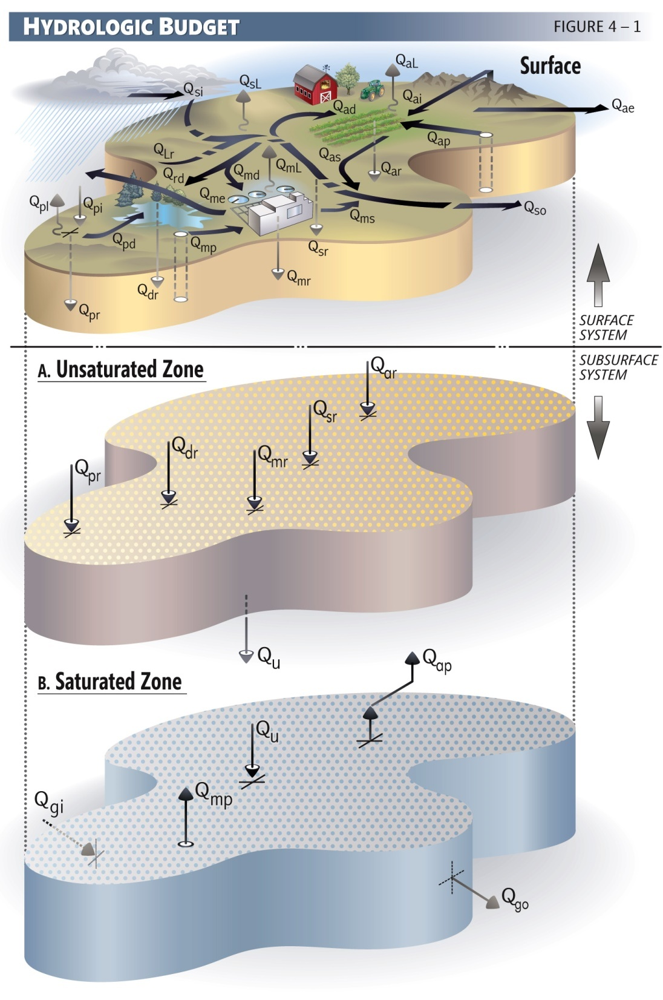 HYDROLOGIC BUDGET
FIGURE 4 – 1
Surface
Qsi
QsL
QaL
Qad
Qai
Qae
QLr
Qap
Qas
Qar
Qrd
Qmd
QmL
Qme
Qpl
Qpi
Qso
Qms
Qpd
Qmp
Qsr
Qmr
Qdr
Qpr
SURFACE
SYSTEM
SUBSURFACE
SYSTEM
A. Unsaturated Zone
Qar
Qsr
Qdr
Qmr
Qpr
Qu
Qap
B. Saturated Zone
Qu
Qmp
Qgi
Qgo